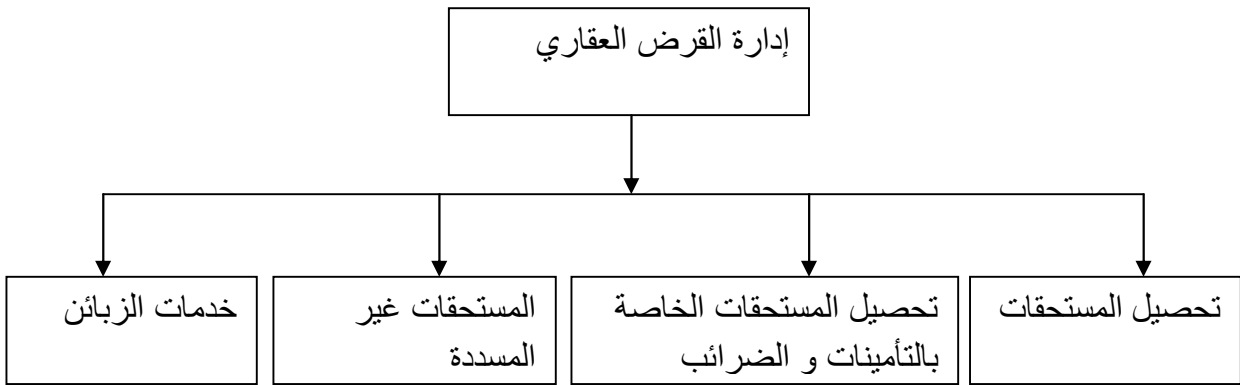 إدارة القرض العقاري
تحصيل المستحقات
تحصيل المستحقات الخاصة
بالتأمينات و الضرائب
المستحقات غير
المسددة
خدمات الزبائن